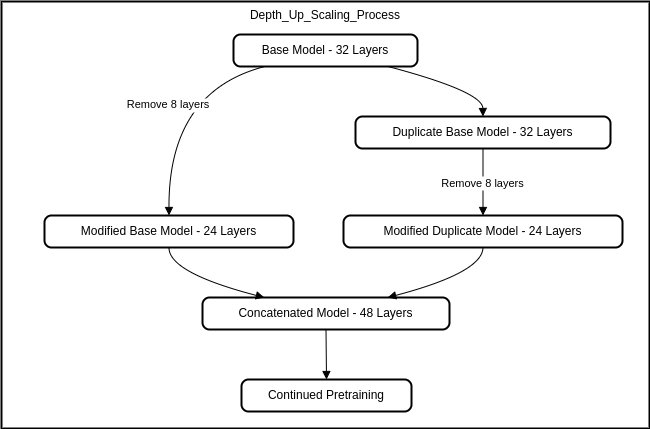 Depth_Up_Scaling_Process
Base Model - 32 Layers
Remove 8 layers
Duplicate Base Model - 32 Layers
Remove 8 layers
Modified Base Model - 24 Layers
Modified Duplicate Model - 24 Layers
Concatenated Model - 48 Layers
Continued Pretraining